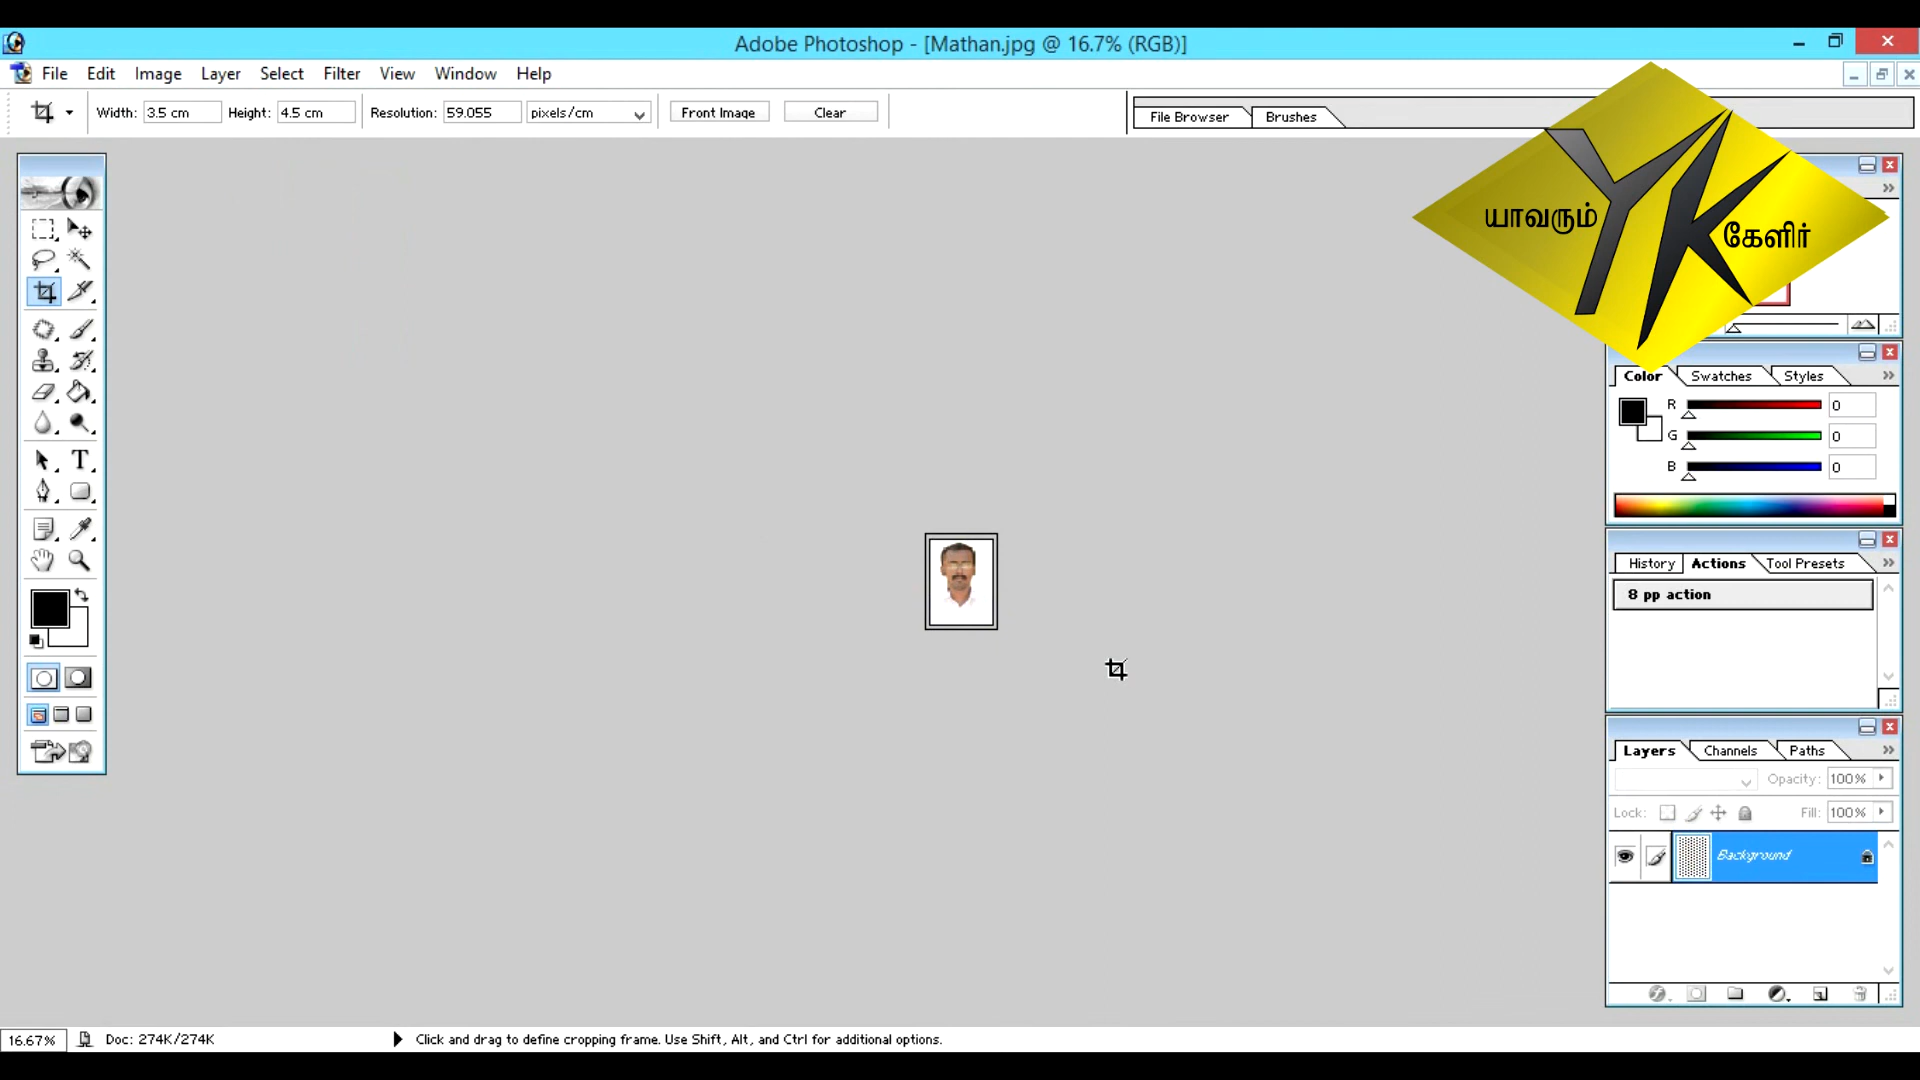 Adobe Photoshop - [Mathan.jpg @ 16.7% (RGB)]
File Edit Image Layer Select Filter View Window Help
Width: 3.5 cm Height: 4.5 cm Resolution: 59.055 pixels/cm Front Image Clear
File Browser Brushes
யாவரும் YK கேளிர்
Color Swatches Styles
R 0
G 0
B 0
History Actions Tool Presets
8 pp action
Layers Channels Paths
Opacity: 100%
Lock: Fill: 100%
Background
16.67% Doc: 274K/274K Click and drag to define cropping frame. Use Shift, Alt, and Ctrl for additional options.